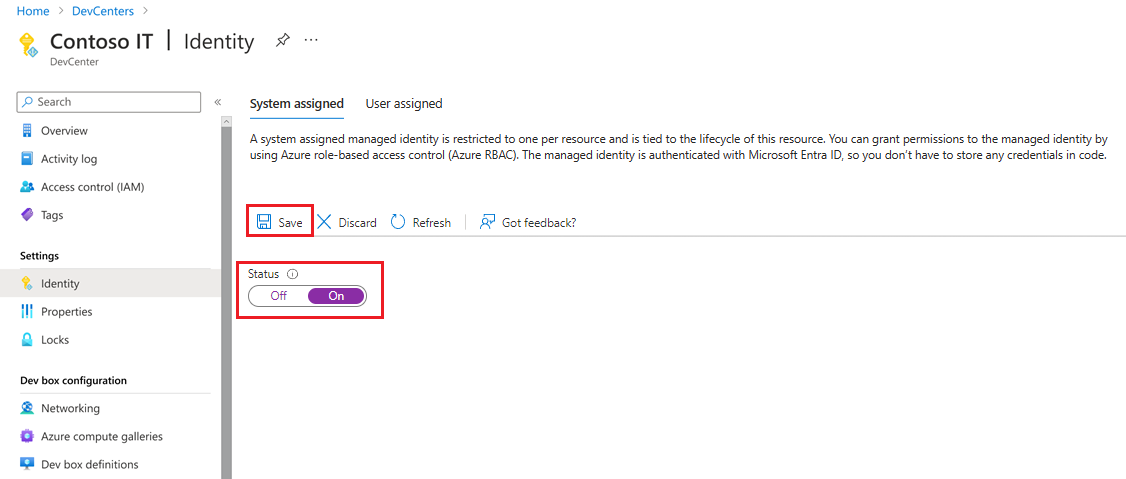 Home > DevCenters >
Contoso IT | Identity ...
DevCenter
Search «
Overview
Activity log
Access control (IAM)
Tags
Settings
Identity
Properties
Locks
Dev box configuration
Networking
Azure compute galleries
Dev box definitions
System assigned User assigned
A system assigned managed identity is restricted to one per resource and is tied to the lifecycle of this resource. You can grant permissions to the managed identity by
using Azure role-based access control (Azure RBAC). The managed identity is authenticated with Microsoft Entra ID, so you don't have to store any credentials in code.
Save Discard Refresh Got feedback?
Status
Off On